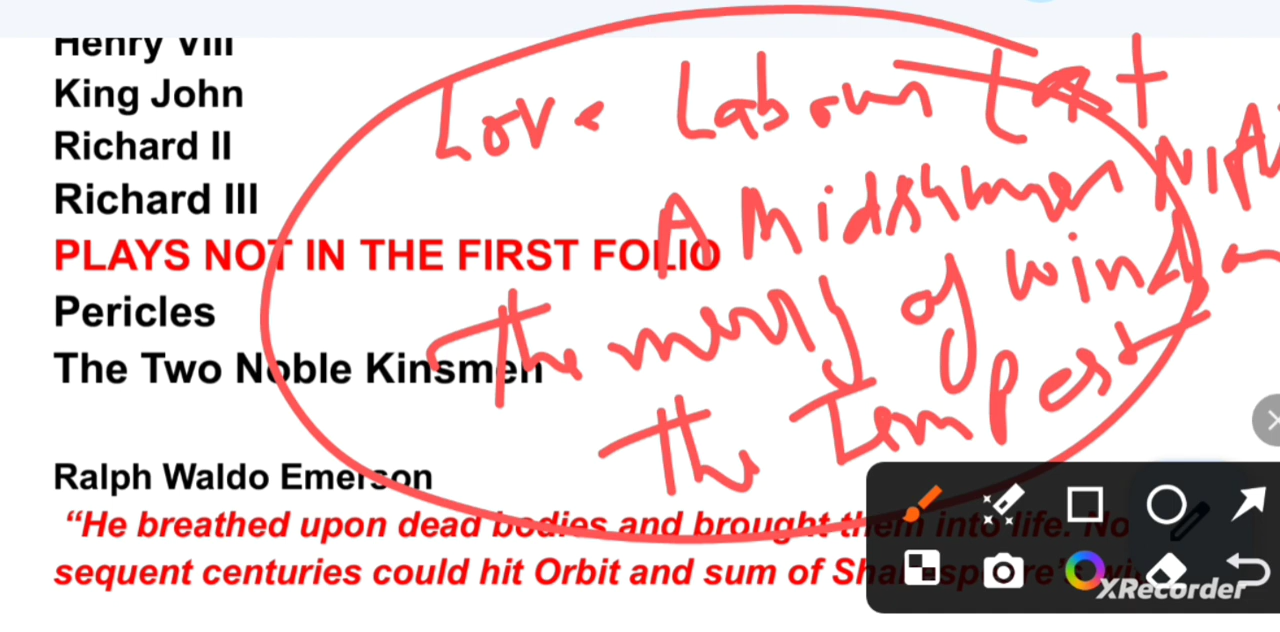 Henry VIII
King John
Richard II
Richard III
PLAYS NOT IN THE FIRST FOLIO
Pericles
The Two Noble Kinsmen
Love Labour Lost
A Midsummer Night
The merry of wind
The Tempest
Ralph Waldo Emerson
“He breathed upon dead bodies and brought them into life. No
sequent centuries could hit Orbit and sum of Shakespeare's
XRecorder